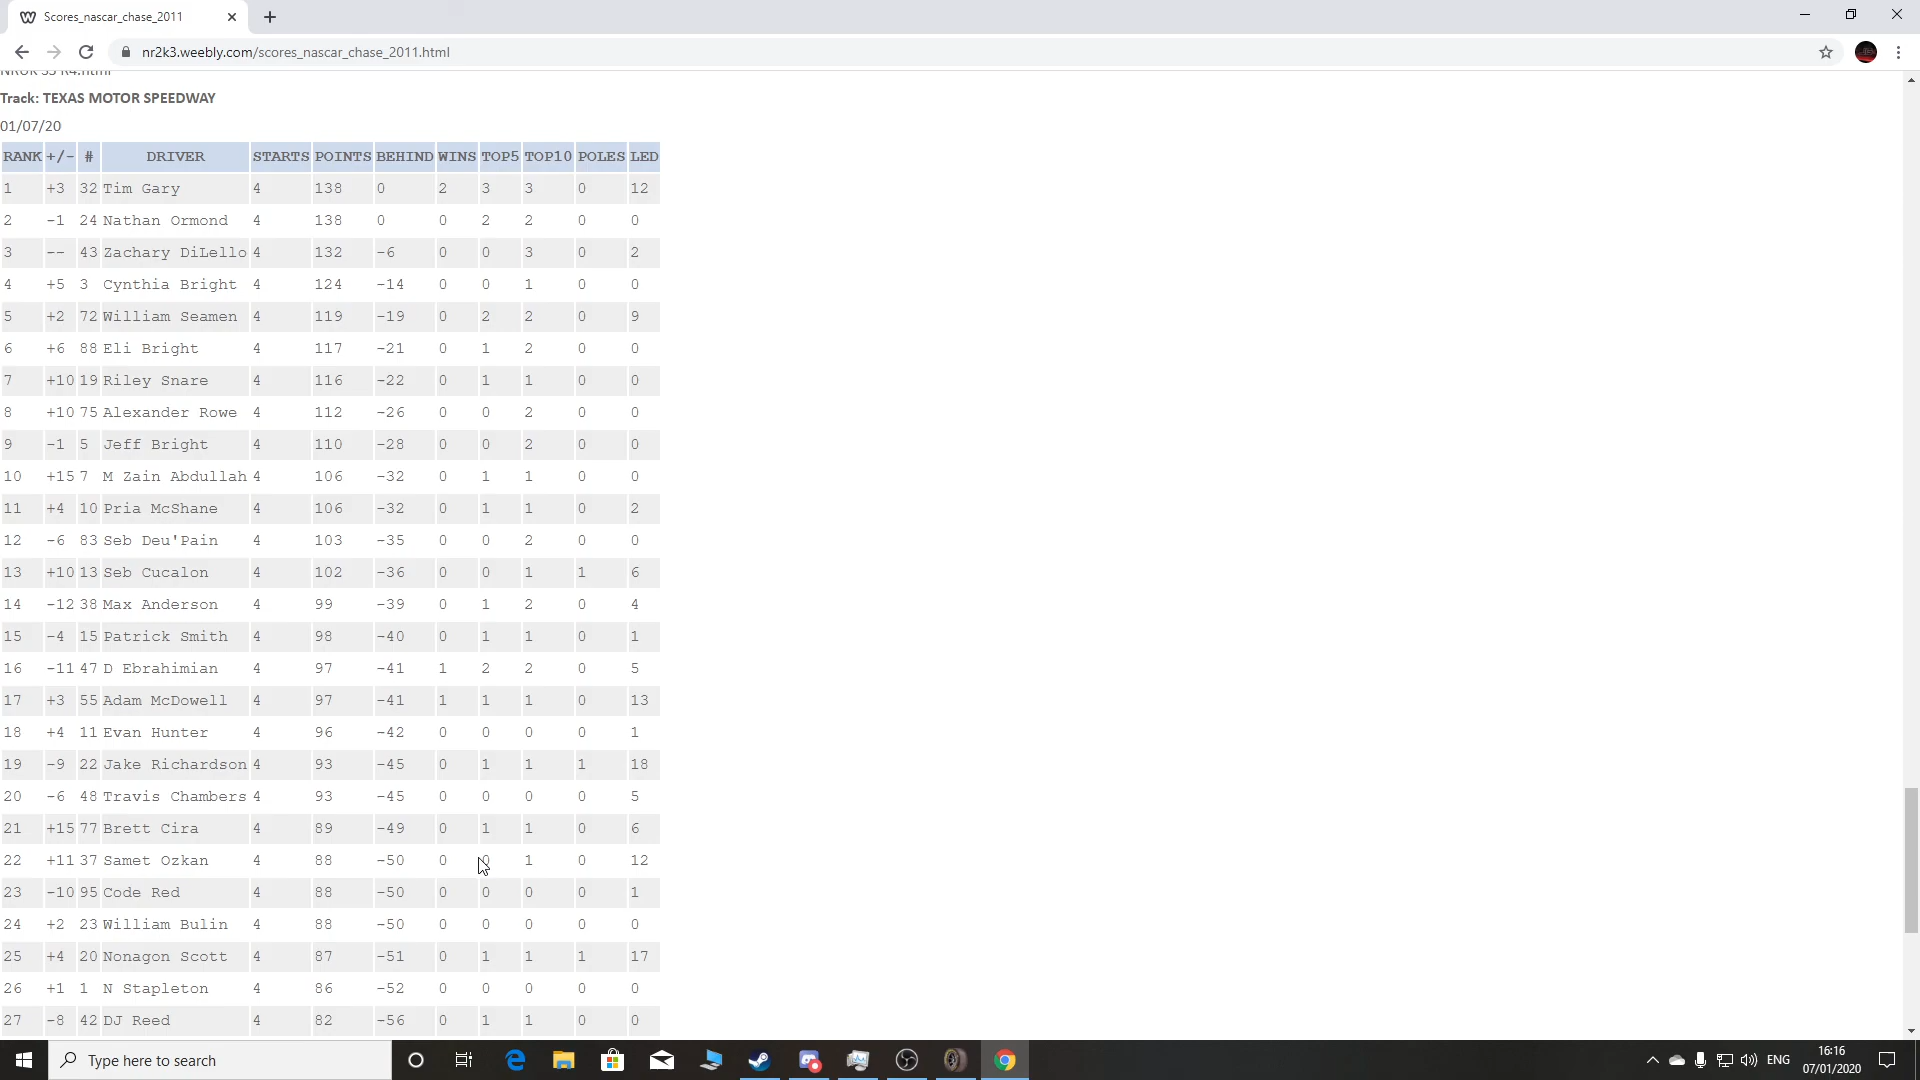 Scores_nascar_chase_2011
nr2k3.weebly.com/scores_nascar_chase_2011.html
Track: TEXAS MOTOR SPEEDWAY
01/07/20
RANK +/- # DRIVER STARTS POINTS BEHIND WINS TOP5 TOP10 POLES LED
1 +3 32 Tim Gary 4 138 0 2 3 3 0 12
2 -1 24 Nathan Ormond 4 138 0 0 2 2 0 0
3 -- 43 Zachary DiLello 4 132 -6 0 0 3 0 2
4 +5 3 Cynthia Bright 4 124 -14 0 0 1 0 0
5 +2 72 William Seamen 4 119 -19 0 2 2 0 9
6 +6 88 Eli Bright 4 117 -21 0 1 2 0 0
7 +10 19 Riley Snare 4 116 -22 0 1 1 0 0
8 +10 75 Alexander Rowe 4 112 -26 0 0 2 0 0
9 -1 5 Jeff Bright 4 110 -28 0 0 2 0 0
10 +15 7 M Zain Abdullah 4 106 -32 0 1 1 0 0
11 +4 10 Pria McShane 4 106 -32 0 1 1 0 2
12 -6 83 Seb Deu'Pain 4 103 -35 0 0 2 0 0
13 +10 13 Seb Cucalon 4 102 -36 0 0 1 1 6
14 -12 38 Max Anderson 4 99 -39 0 1 2 0 4
15 -4 15 Patrick Smith 4 98 -40 0 1 1 0 1
16 -11 47 D Ebrahimian 4 97 -41 1 2 2 0 5
17 +3 55 Adam McDowell 4 97 -41 1 1 1 0 13
18 +4 11 Evan Hunter 4 96 -42 0 0 0 0 1
19 -9 22 Jake Richardson 4 93 -45 0 1 1 1 18
20 -6 48 Travis Chambers 4 93 -45 0 0 0 0 5
21 +15 77 Brett Cira 4 89 -49 0 1 1 0 6
22 +11 37 Samet Ozkan 4 88 -50 0 0 1 0 12
23 -10 95 Code Red 4 88 -50 0 0 0 0 1
24 +2 23 William Bulin 4 88 -50 0 0 0 0 0
25 +4 20 Nonagon Scott 4 87 -51 0 1 1 1 17
26 +1 1 N Stapleton 4 86 -52 0 0 0 0 0
27 -8 42 DJ Reed 4 82 -56 0 1 1 0 0
Type here to search
ENG
16:16
07/01/2020